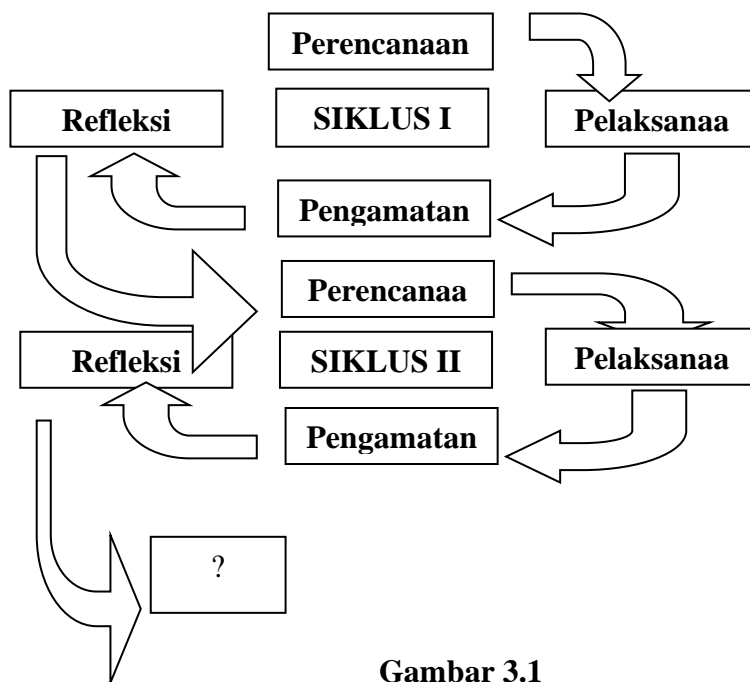 Perencanaan
Refleksi
SIKLUS I
Pelaksanaa
Pengamatan
Perencanaa
Refleksi
SIKLUS II
Pelaksanaa
Pengamatan
?
Gambar 3.1